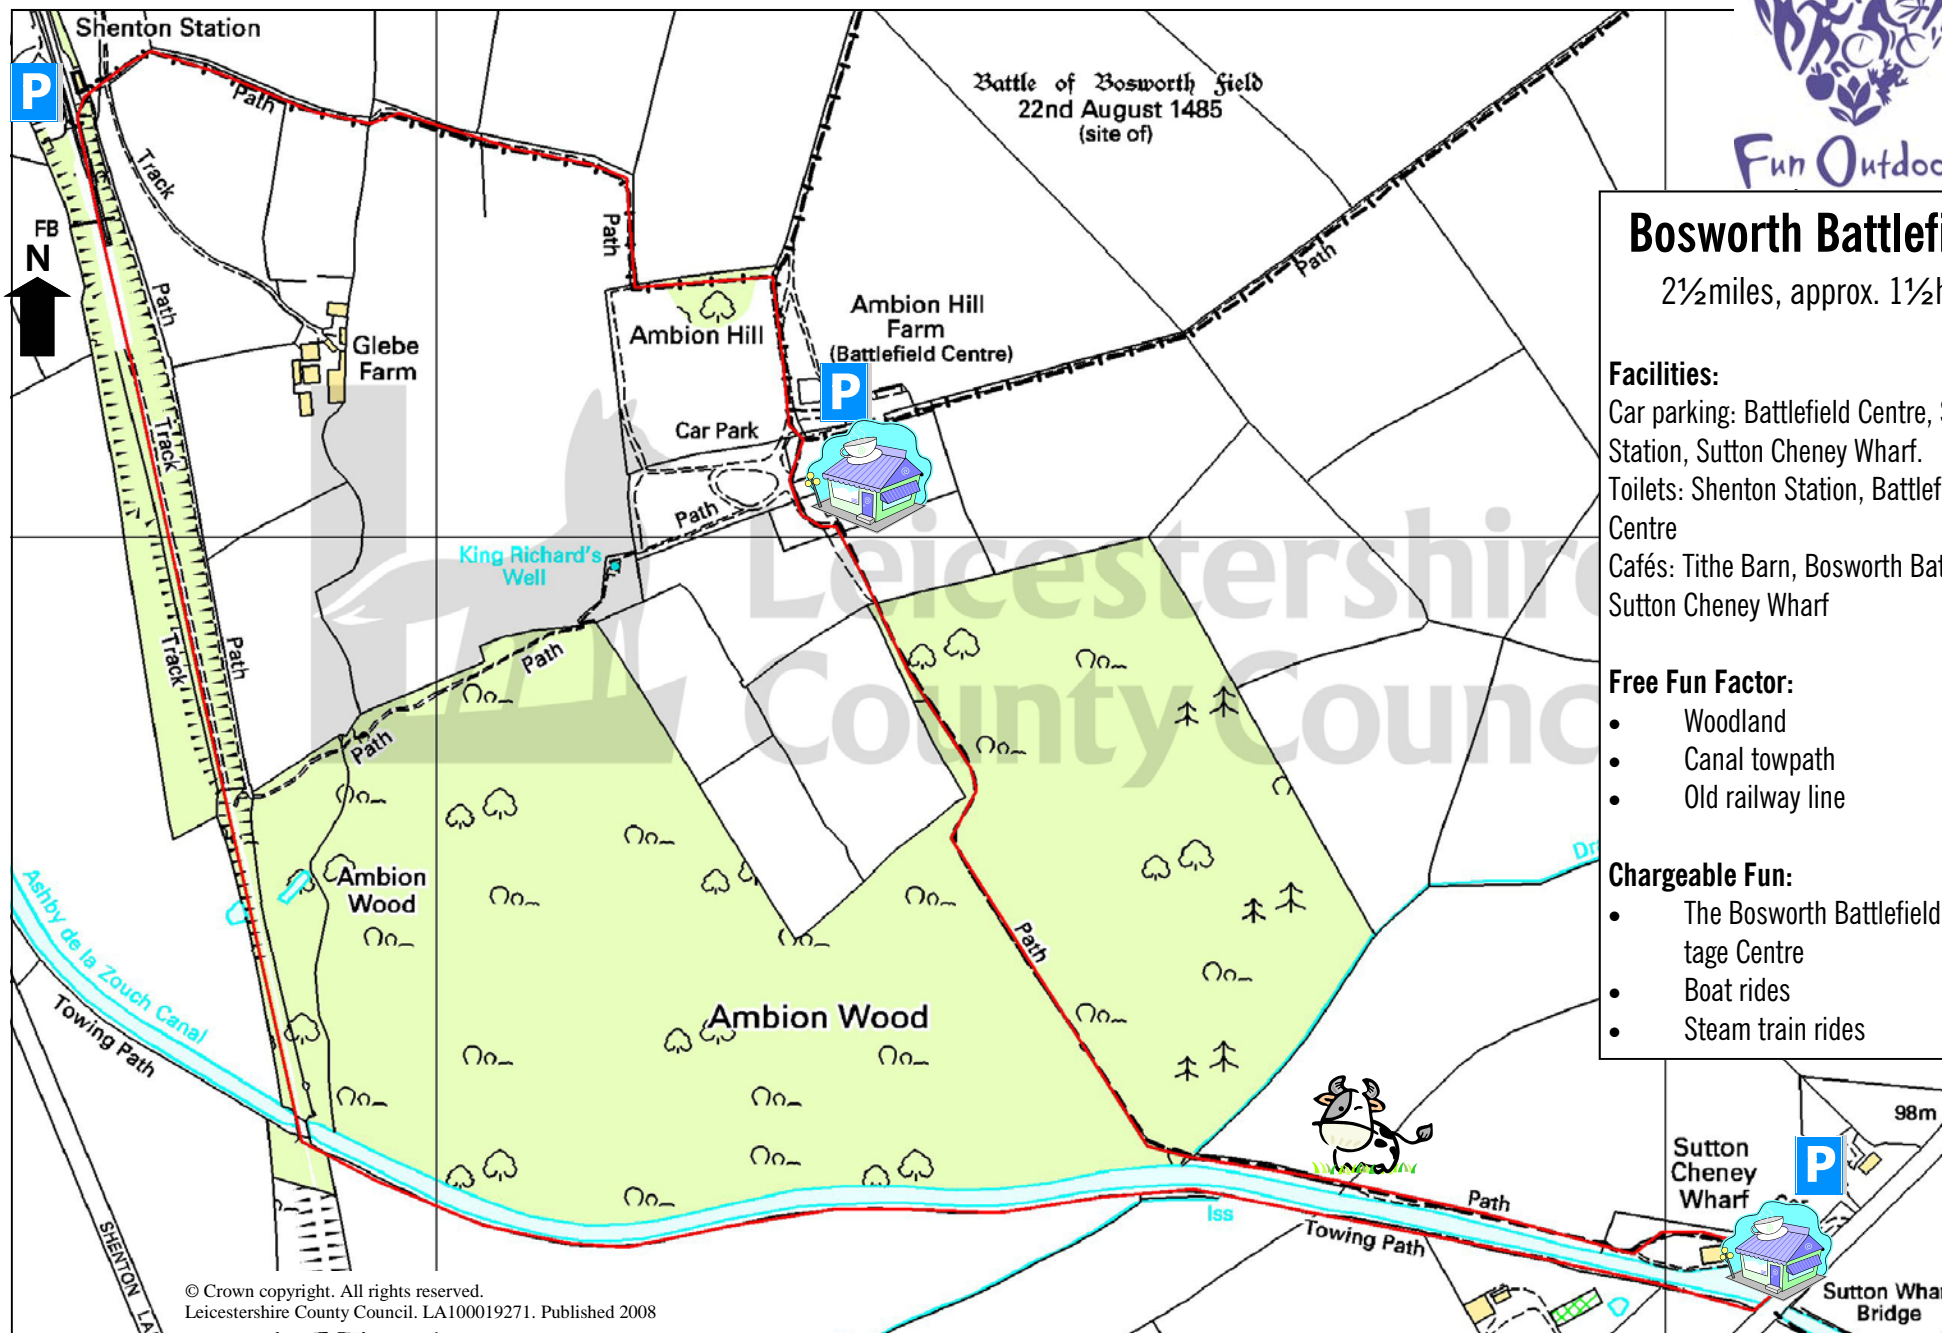 Shenton Station
P
Path
Battle of Bosworth Field
22nd August 1485
(site of)
Fun Outdoo
Track
Path
FB
N
Path
Path
Bosworth Battlefi
2½miles, approx. 1½h
Ambion Hill
Ambion Hill
Farm
(Battlefield Centre)
Glebe
Farm
P
Facilities:
Car parking: Battlefield Centre, S
Station, Sutton Cheney Wharf.
Toilets: Shenton Station, Battlef
Centre
Cafés: Tithe Barn, Bosworth Bat
Sutton Cheney Wharf
Track
Car Park
Path
King Richard's
Well
Leicestershire
County Counc
Track
Path
Path
Path
Free Fun Factor:
• Woodland
• Canal towpath
• Old railway line
Dr
Chargeable Fun:
• The Bosworth Battlefield
tage Centre
• Boat rides
• Steam train rides
Ambion
Wood
Ashby de la Zouch Canal
Towing Path
Path
Ambion Wood
98m
Sutton
Cheney
Wharf
P
Path
Iss
Towing Path
SHENTON LA
Sutton Whar
Bridge
© Crown copyright. All rights reserved.
Leicestershire County Council. LA100019271. Published 2008